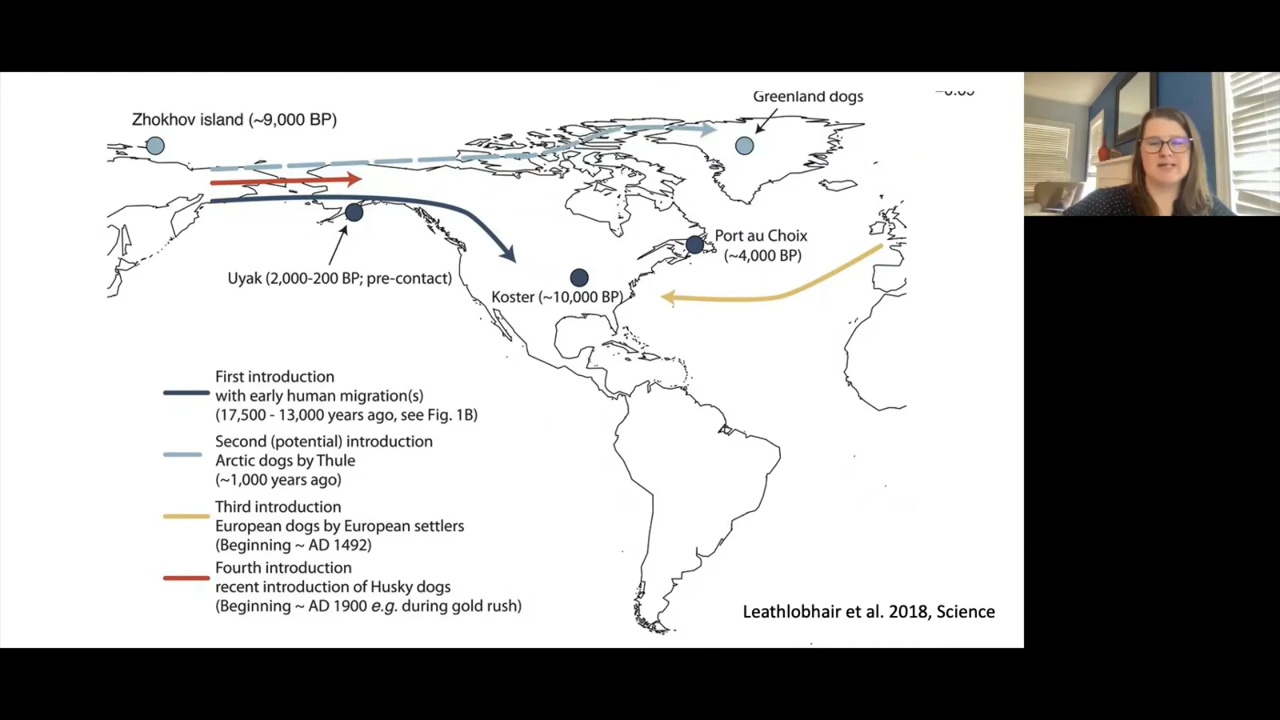 Greenland dogs
Zhokhov island (~9,000 BP)
Port au Choix
(~4,000 BP)
Uyak (2,000-200 BP; pre-contact)
Koster (~10,000 BP)
First introduction
with early human migration(s)
(17,500 - 13,000 years ago, see Fig. 1B)
Second (potential) introduction
Arctic dogs by Thule
(~1,000 years ago)
Third introduction
European dogs by European settlers
(Beginning ~ AD 1492)
Fourth introduction
recent introduction of Husky dogs
(Beginning ~ AD 1900 e.g. during gold rush)
Leathlobhair et al. 2018, Science